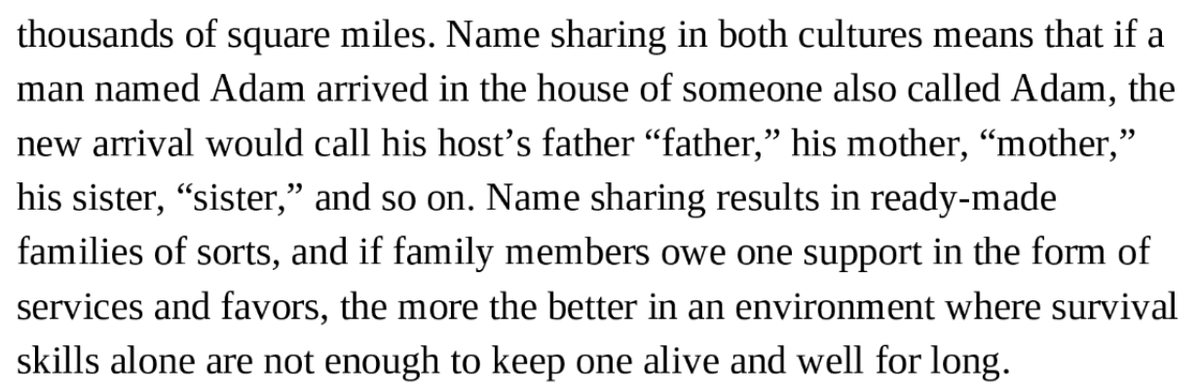 thousands of square miles. Name sharing in both cultures means that if a
man named Adam arrived in the house of someone also called Adam, the
new arrival would call his host’s father “father,” his mother, “mother,”
his sister, “sister,” and so on. Name sharing results in ready-made
families of sorts, and if family members owe one support in the form of
services and favors, the more the better in an environment where survival
skills alone are not enough to keep one alive and well for long.